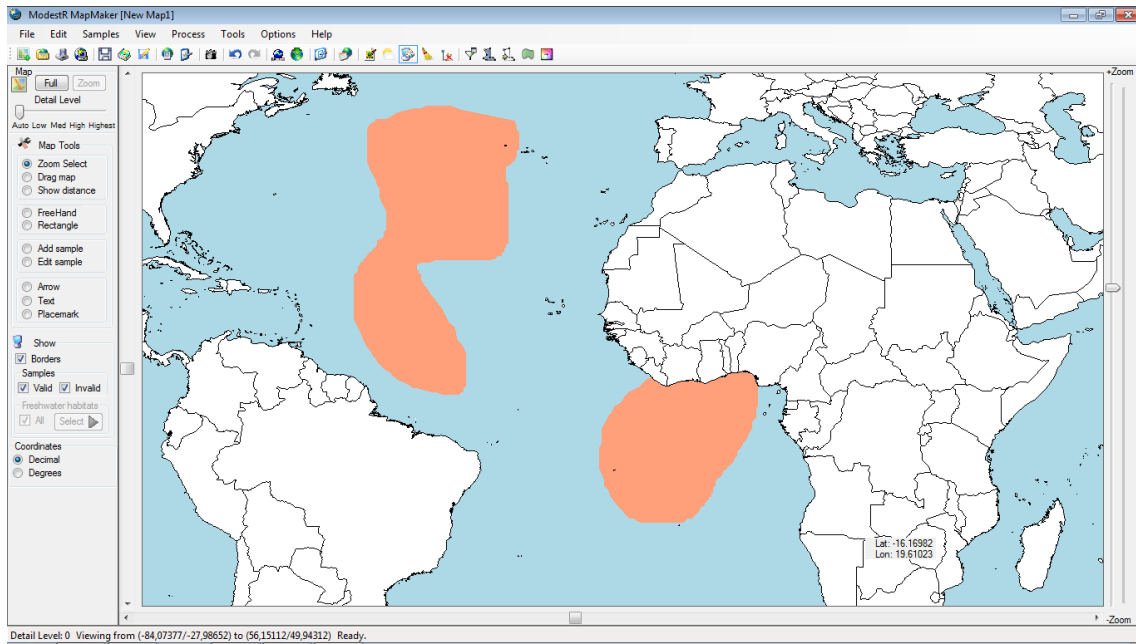 ModestR MapMaker [New Map1]
File Edit Samples View Process Tools Options Help
Map
Full Zoom
Detail Level
Auto Low Med High Highest
Map Tools
Zoom Select
Drag map
Show distance
FreeHand
Rectangle
Add sample
Edit sample
Arrow
Text
Placemark
Show
Borders
Samples
Valid Invalid
Freshwater habitats
All Select
Coordinates
Decimal
Degrees
+Zoom
Lat: -16.16982
Lon: 19.61023
-Zoom
Detail Level: 0 Viewing from (-84,07377/-27,98652) to (56,15112/49,94312) Ready.